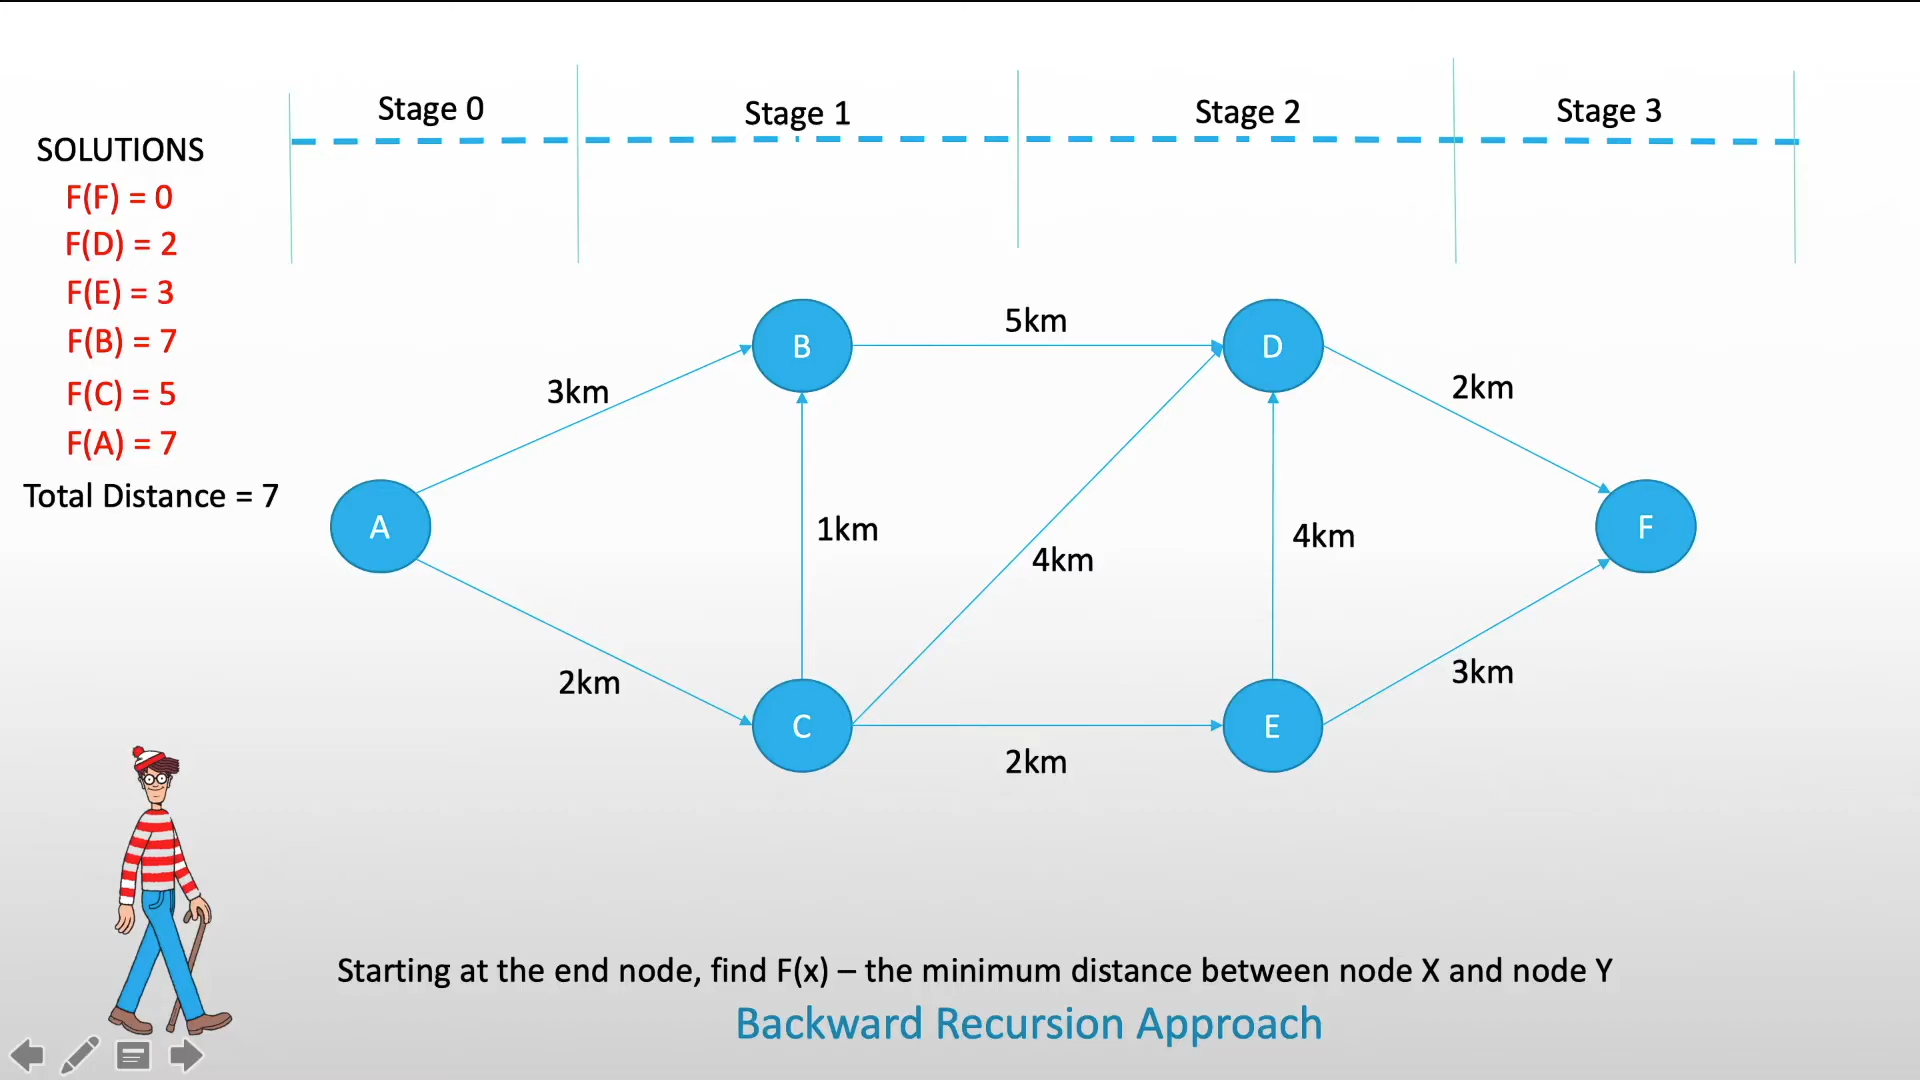 Stage 0
Stage 1
Stage 2
Stage 3
SOLUTIONS
F(F) = 0
F(D) = 2
F(E) = 3
F(B) = 7
F(C) = 5
F(A) = 7
Total Distance = 7
A
B
C
D
E
F
3km
2km
5km
1km
4km
2km
4km
2km
3km
Starting at the end node, find F(x) – the minimum distance between node X and node Y
Backward Recursion Approach